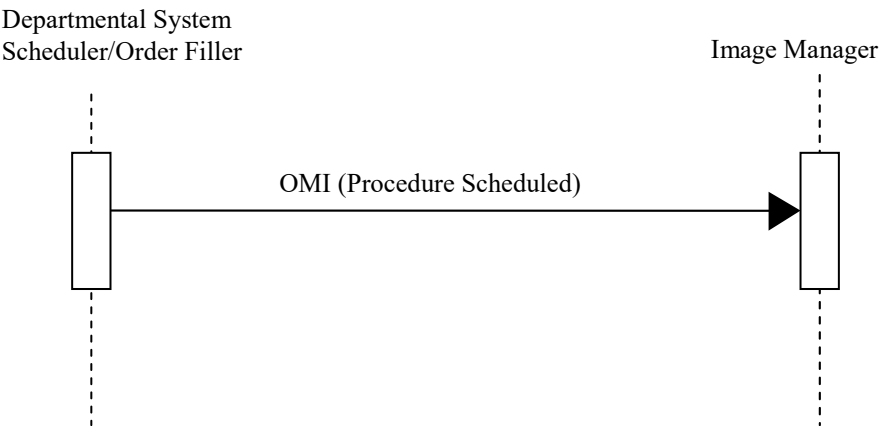 Departmental System
Scheduler/Order Filler
Image Manager
OMI (Procedure Scheduled)